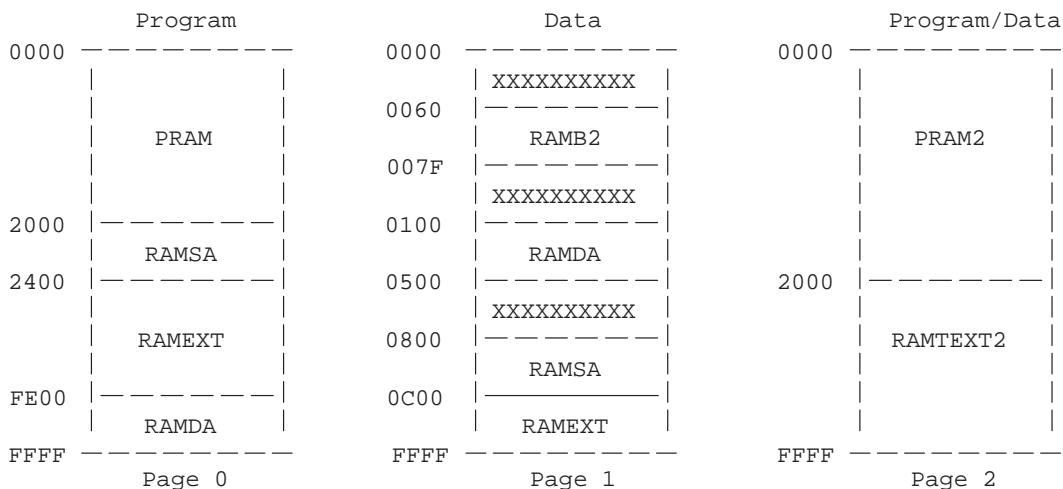 Program Data Program/Data
0000 0000 0000
XXXXXXXXXX
0060
PRAM RAMB2 PRAM2
007F
XXXXXXXXXX
2000 0100
RAMSA RAMDA
2400 0500 2000
XXXXXXXXXX
RAMEXT 0800 RAMTEXT2
RAMSA
FE00 0C00
RAMDA RAMEXT
FFFF FFFF FFFF
Page 0 Page 1 Page 2